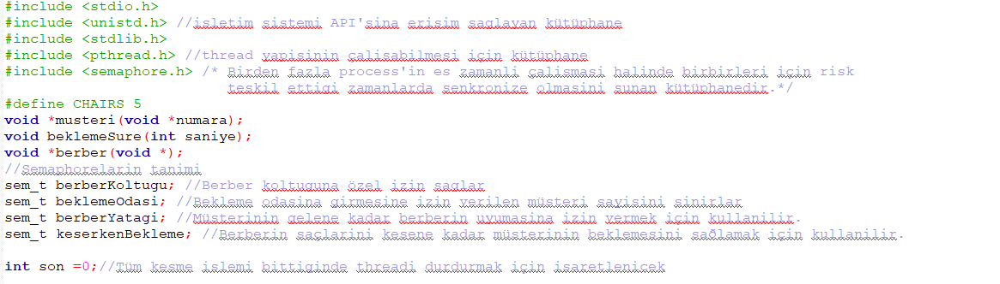 #include <stdio.h>
#include <unistd.h> //isletim sistemi API'sina erisim saglayan kütüphane
#include <stdlib.h>
#include <pthread.h> //thread yapisinin çalisabilmesi için kütüphane
#include <semaphore.h> /* Birden fazla process'in es zamanli çalismasi halinde birbirleri için risk
teskil ettigi zamanlarda senkronize olmasini sunan kütüphanedir.*/
#define CHAIRS 5
void *musteri(void *numara);
void beklemeSure(int saniye);
void *berber(void *);
//Semaphorelarin tanimi
sem_t berberKoltugu; //Berber koltuguna özel izin saglar
sem_t beklemeOdasi; //Bekleme odasina girmesine izin verilen müsteri sayisini sinirlar
sem_t berberYatagi; //Müsterinin gelene kadar berberin uyumasina izin vermek için kullanilir.
sem_t keserkenBekleme; //Berberin saçlarini kesene kadar müsterinin beklemesini sağlamak için kullanilir.
int son =0;//Tüm kesme islemi bittiginde threadi durdurmak için isaretlenicek